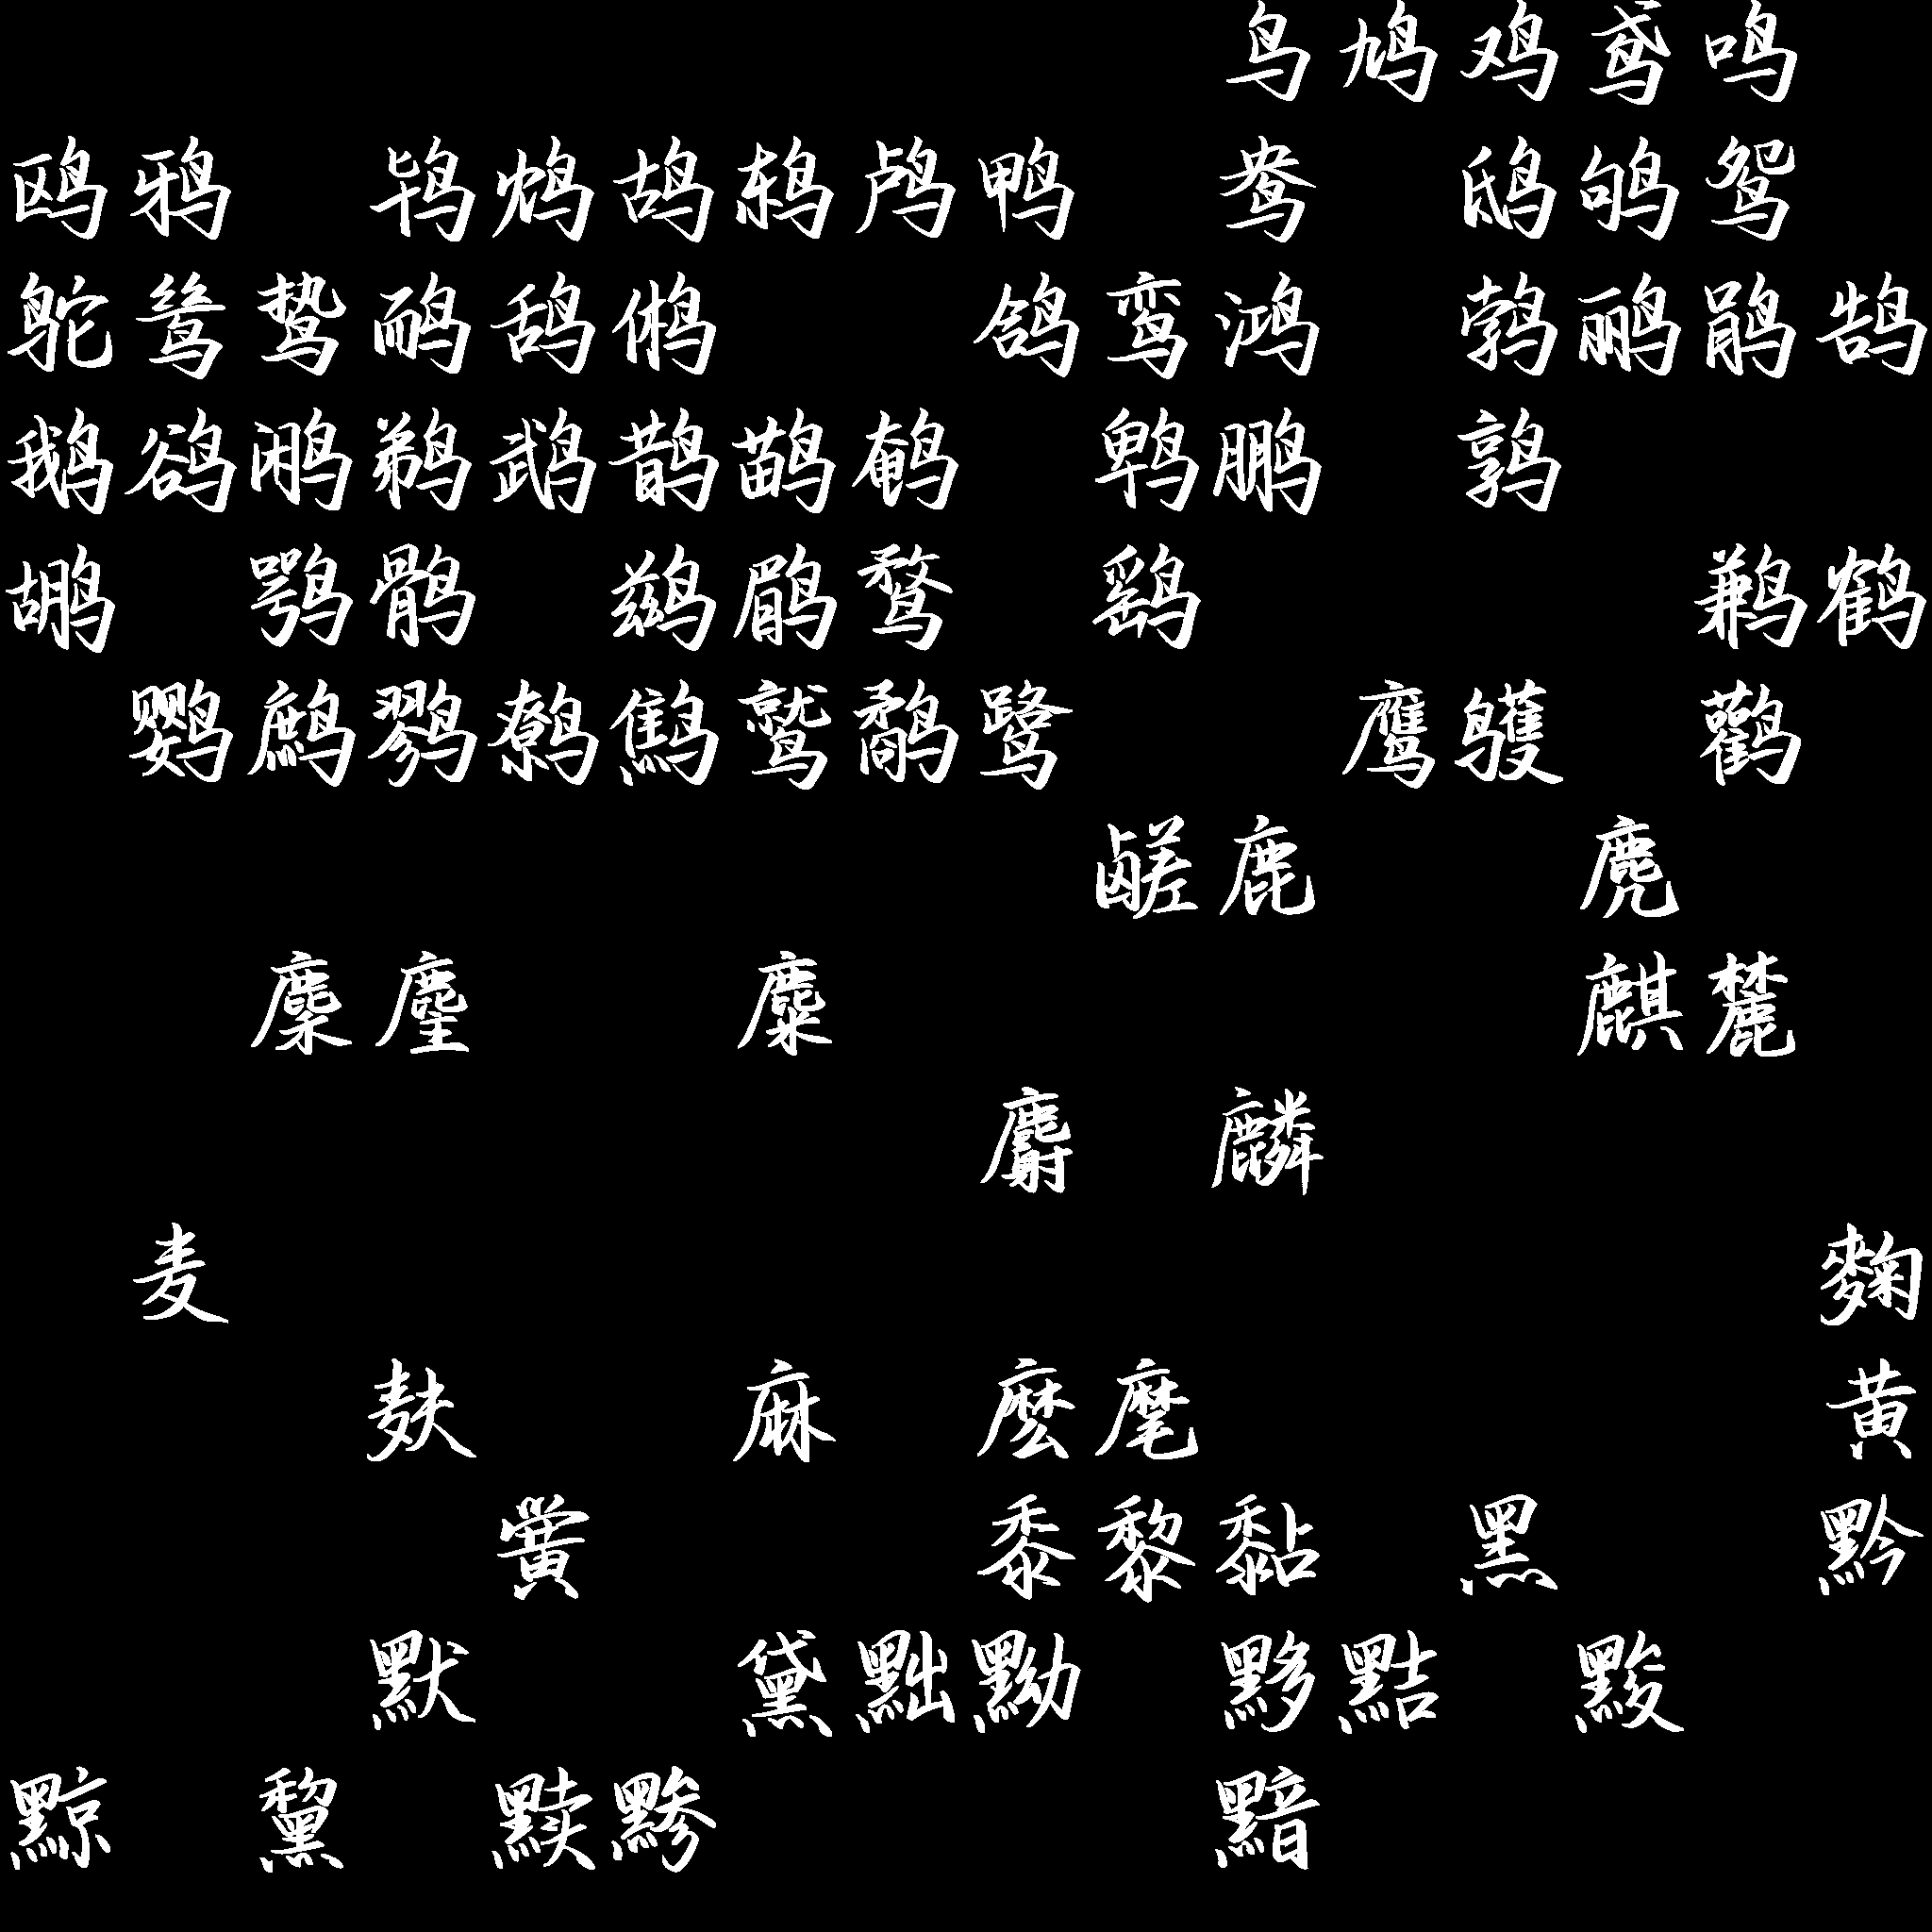 鸟鸠鸡鸢鸣
鸥鸦鸨鸩鸪鸫鸬鸭鸯鸱鸲鸳
鸵鸶鸷鸸鸹鸺鸽鸾鸿鹁鹂鹃鹄
鹅鹆鹇鹈鹉鹊鹋鹌鹎鹏鹑
鹕鹗鹘鹚鹛鹜鹞鹣鹤
鹦鹧鹨鹩鹪鹫鹬鹭鹰鹱鹳
鹾鹿麂
麇麈麋麒麓
麝麟
麦麴
麸麻麽麾黄
黉黍黎黏黑黔
默黛黜黝黟黠黢
黥黧黩黪黯